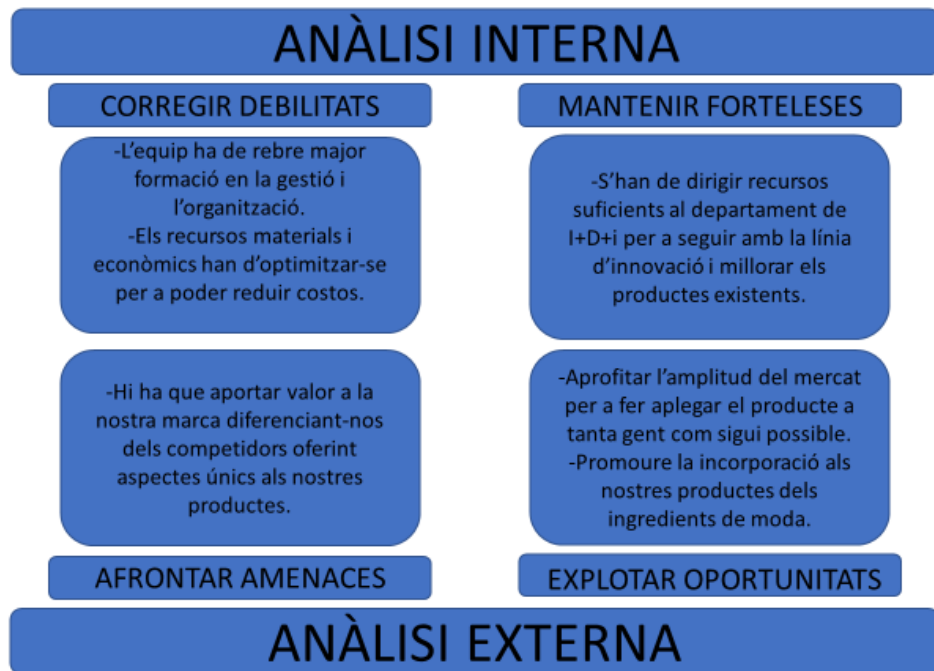 ANÀLISI INTERNA
CORREGIR DEBILITATS
-L'equip ha de rebre major
formació en la gestió i
l'organització.
-Els recursos materials i
econòmics han d'optimitzar-se
per a poder reduir costos.
MANTENIR FORTELESES
-S'han de dirigir recursos
suficients al departament de
I+D+i per a seguir amb la línia
d'innovació i millorar els
productes existents.
-Hi ha que aportar valor a la
nostra marca diferenciant-nos
dels competidors oferint
aspectes únics als nostres
productes.
AFRONTAR AMENACES
-Aprofitar l'amplitud del mercat
per a fer aplegar el producte a
tanta gent com sigui possible.
-Promoure la incorporació als
nostres productes dels
ingredients de moda.
EXPLOTAR OPORTUNITATS
ANÀLISI EXTERNA